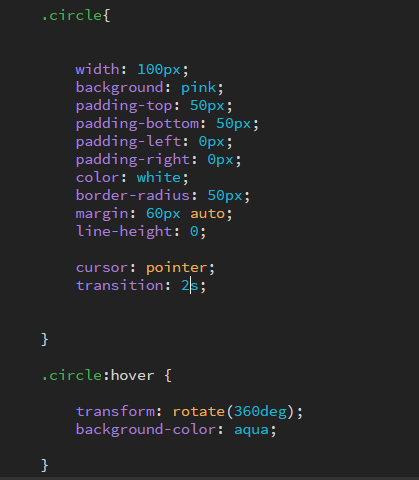 .circle{
width: 100px;
background: pink;
padding-top: 50px;
padding-bottom: 50px;
padding-left: 0px;
padding-right: 0px;
color: white;
border-radius: 50px;
margin: 60px auto;
line-height: 0;
cursor: pointer;
transition: 2s;
}
.circle:hover {
transform: rotate(360deg);
background-color: aqua;
}